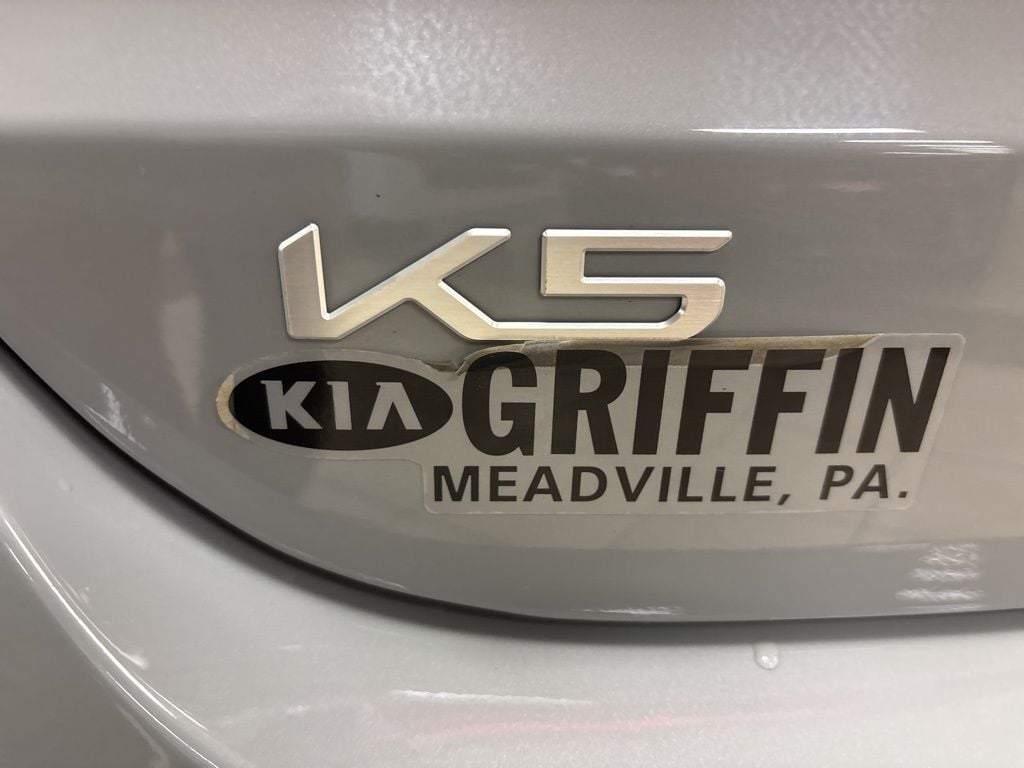 K5
KIA GRIFFIN
MEADVILLE, PA.